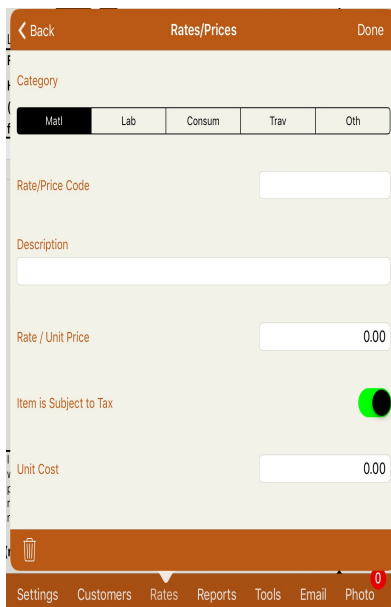 Back Rates/Prices Done
Category
Matl Lab Consum Trav Oth
Rate/Price Code
Description
Rate / Unit Price 0.00
Item is Subject to Tax
Unit Cost 0.00
0
Settings Customers Rates Reports Tools Email Photo